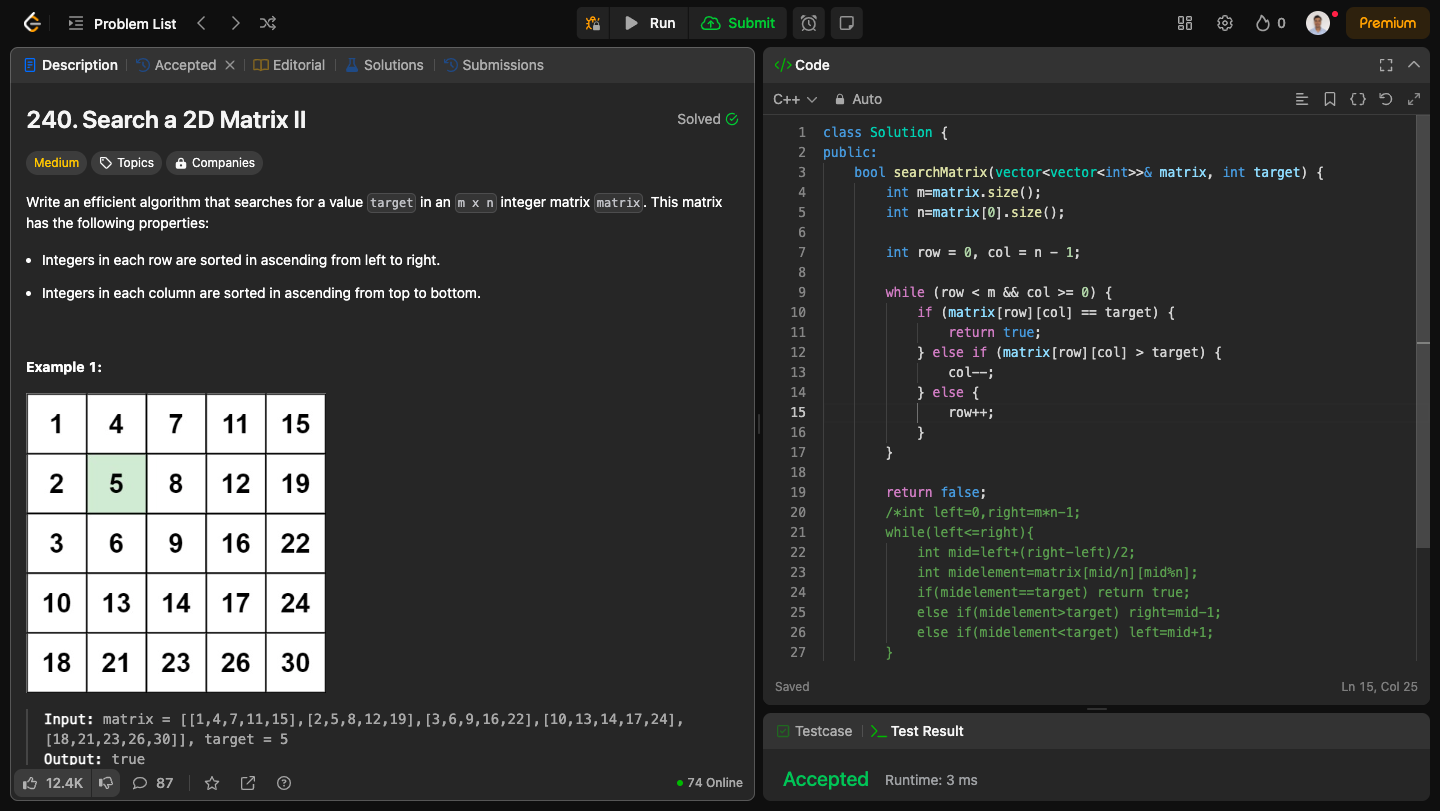 Problem List
Run
Submit
0
Premium
Description
Accepted
Editorial
Solutions
Submissions
240. Search a 2D Matrix II
Solved
Medium
Topics
Companies
Write an efficient algorithm that searches for a value target in an m x n integer matrix matrix. This matrix
has the following properties:
• Integers in each row are sorted in ascending from left to right.
• Integers in each column are sorted in ascending from top to bottom.
Example 1:
1 4 7 11 15
2 5 8 12 19
3 6 9 16 22
10 13 14 17 24
18 21 23 26 30
Input: matrix = [[1,4,7,11,15],[2,5,8,12,19],[3,6,9,16,22],[10,13,14,17,24],
[18,21,23,26,30]], target = 5
Output: true
12.4K
87
74 Online
</> Code
C++
Auto
1 class Solution {
2 public:
3     bool searchMatrix(vector<vector<int>>& matrix, int target) {
4         int m=matrix.size();
5         int n=matrix[0].size();
6
7         int row = 0, col = n - 1;
8
9         while (row < m && col >= 0) {
10             if (matrix[row][col] == target) {
11                 return true;
12             } else if (matrix[row][col] > target) {
13                 col--;
14             } else {
15                 row++;
16             }
17         }
18
19         return false;
20         /*int left=0,right=m*n-1;
21         while(left<=right){
22             int mid=left+(right-left)/2;
23             int midelement=matrix[mid/n][mid%n];
24             if(midelement==target) return true;
25             else if(midelement>target) right=mid-1;
26             else if(midelement<target) left=mid+1;
27         }
Saved
Ln 15, Col 25
Testcase
Test Result
Accepted
Runtime: 3 ms